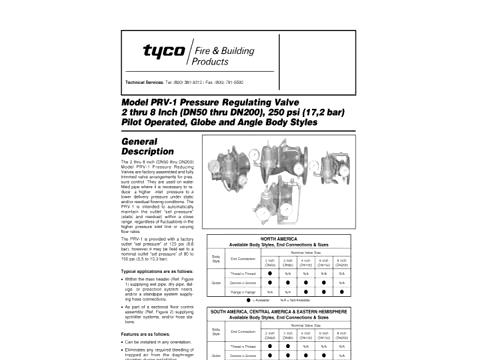 tyco / Fire & Building
Products
Technical Services: Tel: (800) 381-9312 / Fax: (800) 791-5500
Model PRV-1 Pressure Regulating Valve
2 thru 8 Inch (DN50 thru DN200), 250 psi (17,2 bar)
Pilot Operated, Globe and Angle Body Styles
General
Description
The 2 thru 8 inch (DN50 thru DN200)
Model PRV-1 Pressure Reducing
Valves are factory assembled and fully
trimmed valve arrangements for pres-
sure control. They are used on water
filled pipe where it is necessary to re-
duce a higher inlet pressure to a
lower delivery pressure under static
and/or residual flowing conditions. The
PRV-1 is intended to automatically
maintain the outlet "set pressure"
(static and residual) within a close
range, regardless of fluctuations in the
higher pressure inlet line or varying
flow rates.
The PRV-1 is provided with a factory
outlet "set pressure" of 125 psi (8,6
bar); however, it may be field set to a
nominal outlet "set pressure" of
Typical applications are as follows:
• Within the main header (Ref. Figure
1) supplying wet pipe, dry pipe, del-
uge, or preaction system risers,
and/or a standpipe system supply-
ing hose connections.
• As part of a sectional floor control
assembly (Ref. Figure 2) supplying
sprinkler systems, and/or hose sta-
tions.
Features are as follows:
• Can be installed in any orientation.
• Eliminates any required bleeding of
trapped air from the diaphragm
NORTH AMERICA
Available Body Styles, End Connections & Sizes
Body
Style
End Connection
Nominal Valve Size
2 Inch 3 Inch 4 Inch 6 Inch 8 Inch
(DN50) (DN80) (DN100) (DN150) (DN200)
Globe
Thread x Thread ● N/A N/A N/A N/A
Groove x Groove ● ● ● ● N/A
Flange x Flange N/A N/A ● ● ●
● = Available N/A = Not Available
SOUTH AMERICA, CENTRAL AMERICA & EASTERN HEMISPHERE
Available Body Styles, End Connections & Sizes
Body
Style
End Connection
Nominal Valve Size
2 Inch 3 Inch 4 Inch 6 Inch 8 Inch
(DN50) (DN80) (DN100) (DN150) (DN200)
Thread x Thread ● ● N/A N/A N/A
Globe Groove x Groove ● ● ● ● N/A